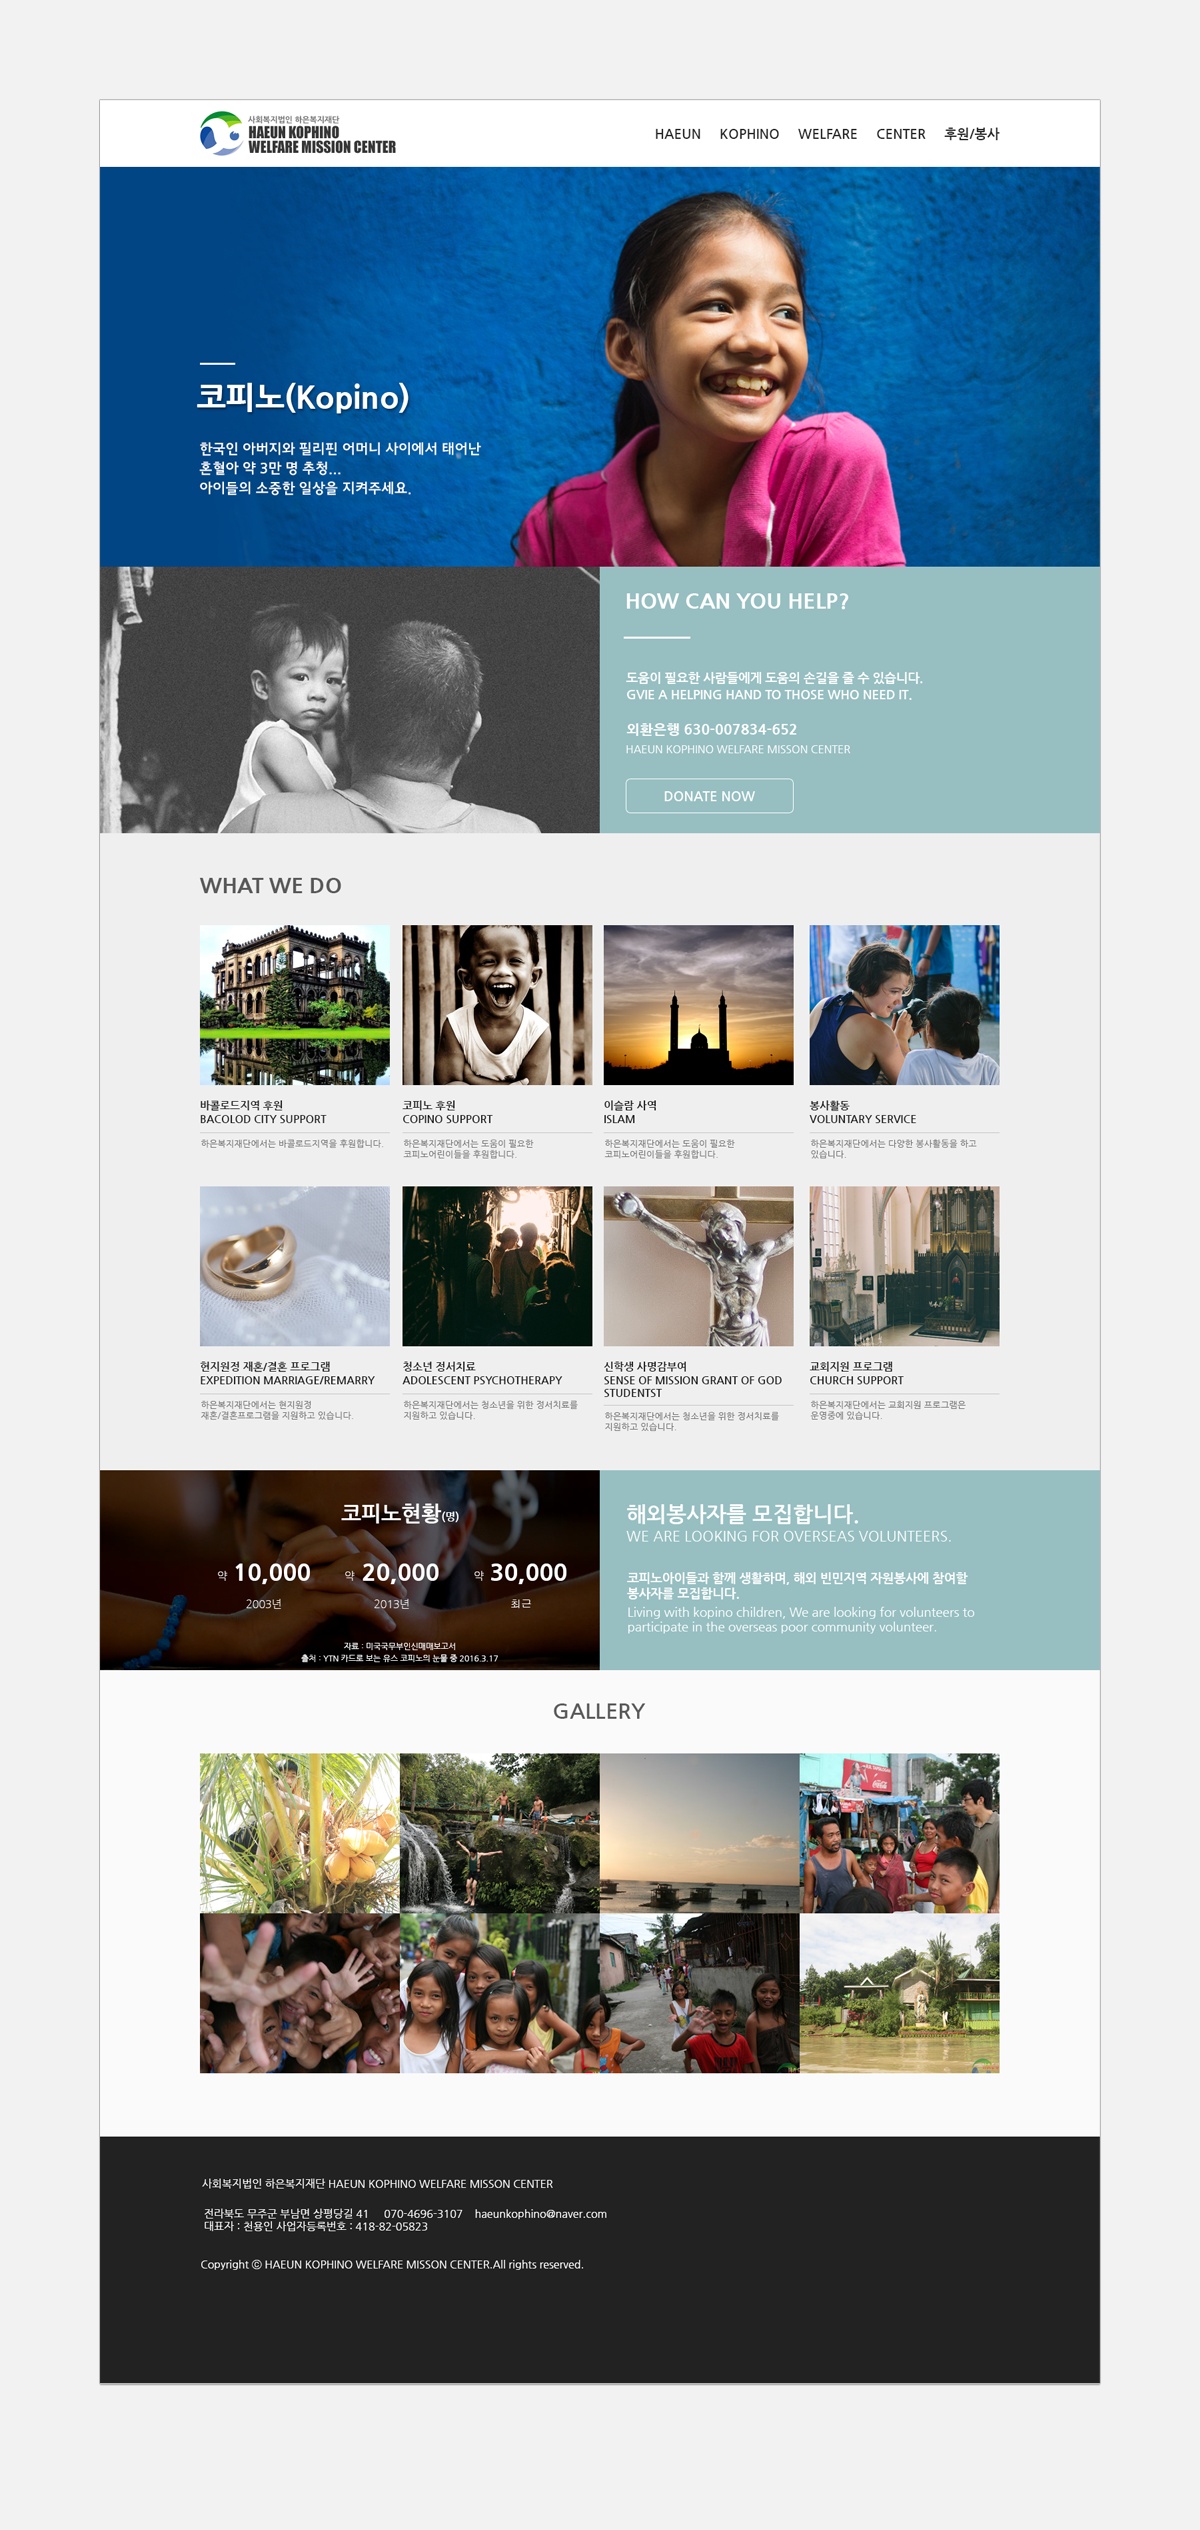 사회복지법인 하은복지재단
HAEUN KOPHINO
WELFARE MISSION CENTER
HAEUN KOPHINO WELFARE CENTER 후원/봉사
코피노(Kopino)
한국인 아버지와 필리핀 어머니 사이에서 태어난
혼혈아 약 3만 명 추청...
아이들의 소중한 일상을 지켜주세요.
HOW CAN YOU HELP?
도움이 필요한 사람들에게 도움의 손길을 줄 수 있습니다.
GVIE A HELPING HAND TO THOSE WHO NEED IT.
외환은행 630-007834-652
HAEUN KOPHINO WELFARE MISSON CENTER
DONATE NOW
WHAT WE DO
바콜로드지역 후원
BACOLOD CITY SUPPORT
하은복지재단에서는 바콜로드지역을 후원합니다.
코피노 후원
COPINO SUPPORT
하은복지재단에서는 도움이 필요한
코피노어린이들을 후원합니다.
이슬람 사역
ISLAM
하은복지재단에서는 도움이 필요한
코피노어린이들을 후원합니다.
봉사활동
VOLUNTARY SERVICE
하은복지재단에서는 다양한 봉사활동을 하고
있습니다.
현지원정 재혼/결혼 프로그램
EXPEDITION MARRIAGE/REMARRY
하은복지재단에서는 현지원정
재혼/결혼프로그램을 지원하고 있습니다.
청소년 정서치료
ADOLESCENT PSYCHOTHERAPY
하은복지재단에서는 청소년을 위한 정서치료를
지원하고 있습니다.
신학생 사명감부여
SENSE OF MISSION GRANT OF GOD
STUDENTST
하은복지재단에서는 청소년을 위한 정서치료를
지원하고 있습니다.
교회지원 프로그램
CHURCH SUPPORT
하은복지재단에서는 교회지원 프로그램은
운영중에 있습니다.
코피노현황(명)
약 10,000 약 20,000 약 30,000
2003년 2013년 최근
자료 : 미국국무부인신매매보고서
출처 : YTN 카드로 보는 유스 코피노의 눈물 중 2016.3.17
해외봉사자를 모집합니다.
WE ARE LOOKING FOR OVERSEAS VOLUNTEERS.
코피노아이들과 함께 생활하며, 해외 빈민지역 자원봉사에 참여할
봉사자를 모집합니다.
Living with kopino children, We are looking for volunteers to
participate in the overseas poor community volunteer.
GALLERY
Coca-Cola
사회복지법인 하은복지재단 HAEUN KOPHINO WELFARE MISSON CENTER
전라북도 무주군 부남면 상평당길 41 070-4696-3107 haeunkophino@naver.com
대표자 : 천용인 사업자등록번호 : 418-82-05823
Copyright ⓒ HAEUN KOPHINO WELFARE MISSON CENTER.All rights reserved.